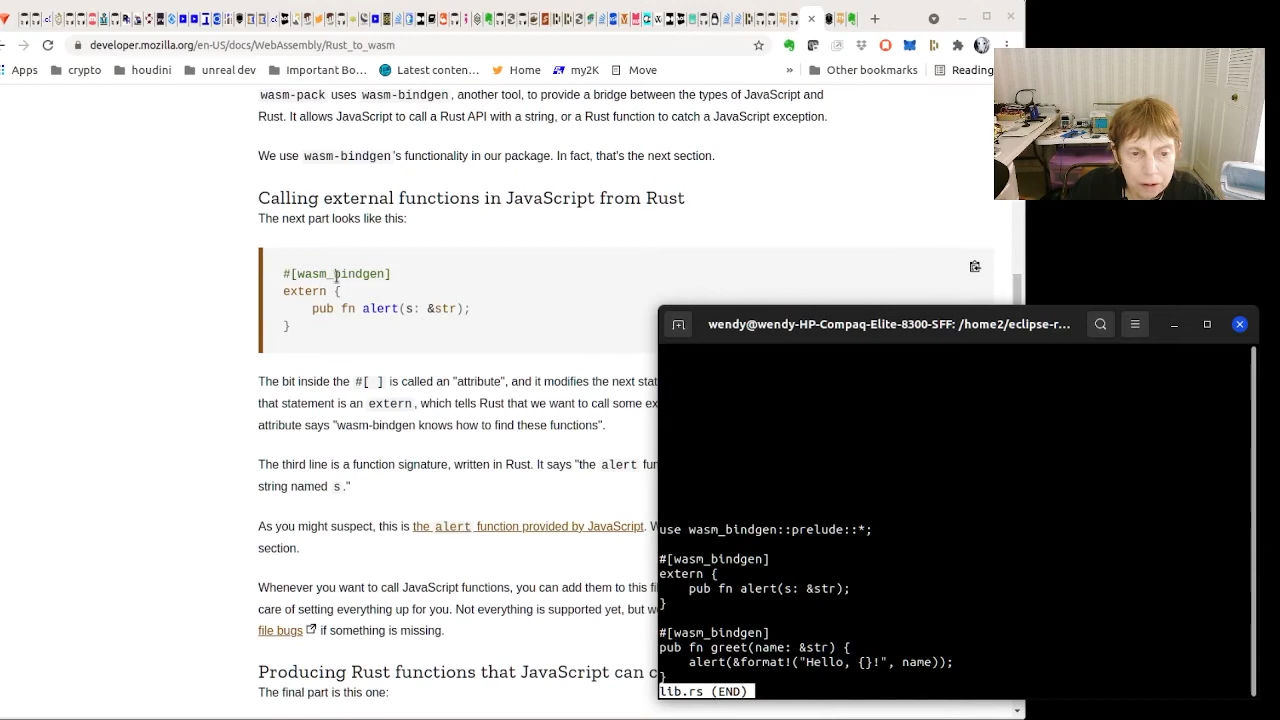 developer.mozilla.org/en-US/docs/WebAssembly/Rust_to_wasm
Apps crypto houdini unreal dev Important Bo... Latest conten... Home my2K Move » Other bookmarks Reading
wasm-pack uses wasm-bindgen, another tool, to provide a bridge between the types of JavaScript and
Rust. It allows JavaScript to call a Rust API with a string, or a Rust function to catch a JavaScript exception.
We use wasm-bindgen's functionality in our package. In fact, that's the next section.
Calling external functions in JavaScript from Rust
The next part looks like this:
#[wasm_bindgen]
extern {
    pub fn alert(s: &str);
}
The bit inside the #[ ] is called an "attribute", and it modifies the next stat
that statement is an extern, which tells Rust that we want to call some ex
attribute says "wasm-bindgen knows how to find these functions".
The third line is a function signature, written in Rust. It says "the alert fun
string named s."
As you might suspect, this is the alert function provided by JavaScript. W
section.
Whenever you want to call JavaScript functions, you can add them to this fi
care of setting everything up for you. Not everything is supported yet, but w
file bugs if something is missing.
Producing Rust functions that JavaScript can c
The final part is this one:
wendy@wendy-HP-Compaq-Elite-8300-SFF: /home2/eclipse-r...
use wasm_bindgen::prelude::*;
#[wasm_bindgen]
extern {
    pub fn alert(s: &str);
}
#[wasm_bindgen]
pub fn greet(name: &str) {
    alert(&format!("Hello, {}!", name));
}
lib.rs (END)